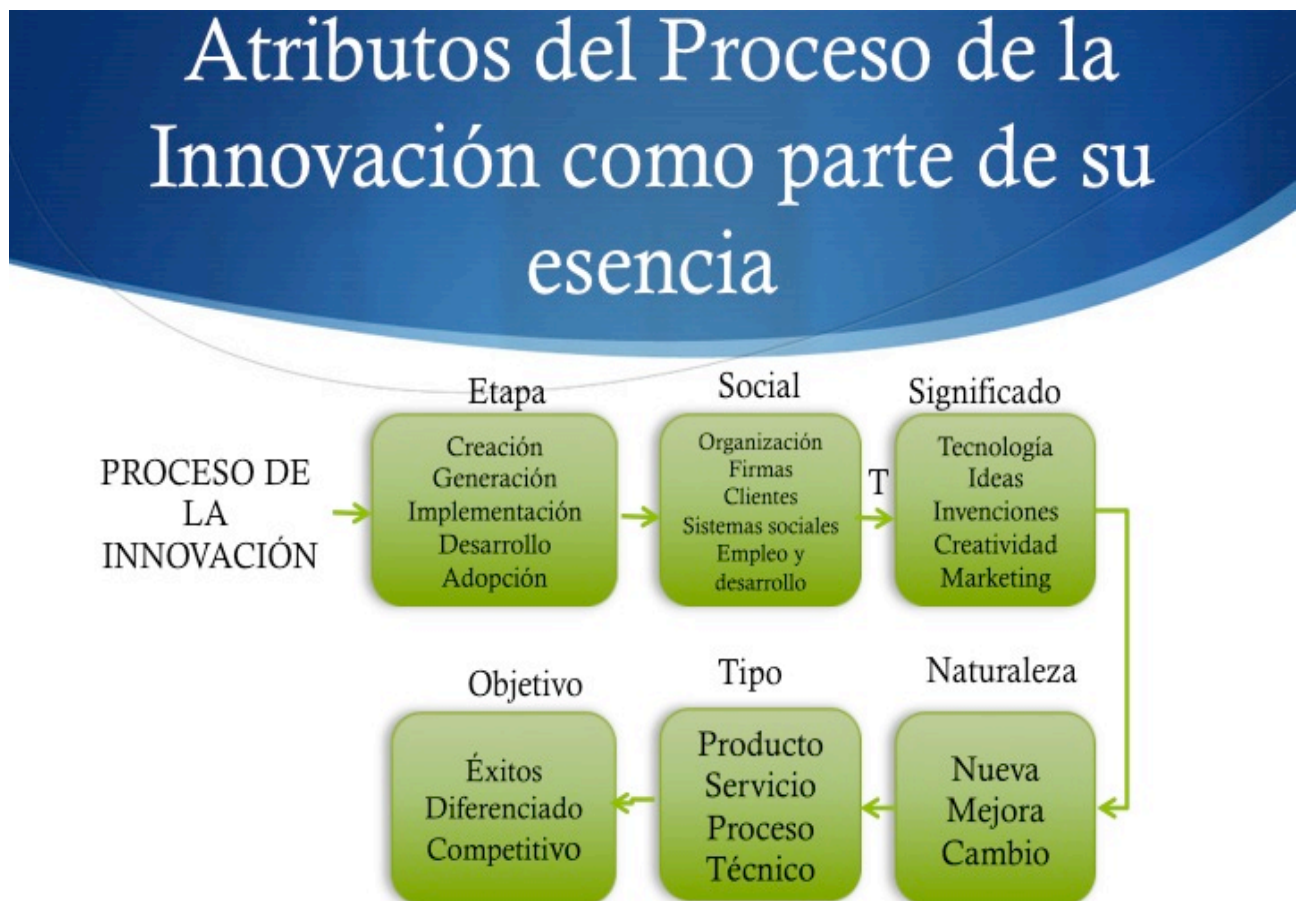 Atributos del Proceso de la
Innovación como parte de su
esencia
PROCESO DE
LA
INNOVACIÓN
Etapa
Creación
Generación
Implementación
Desarrollo
Adopción
Social
Organización
Firmas
Clientes
Sistemas sociales
Empleo y
desarrollo
T
Significado
Tecnología
Ideas
Invenciones
Creatividad
Marketing
Naturaleza
Nueva
Mejora
Cambio
Tipo
Producto
Servicio
Proceso
Técnico
Objetivo
Éxitos
Diferenciado
Competitivo